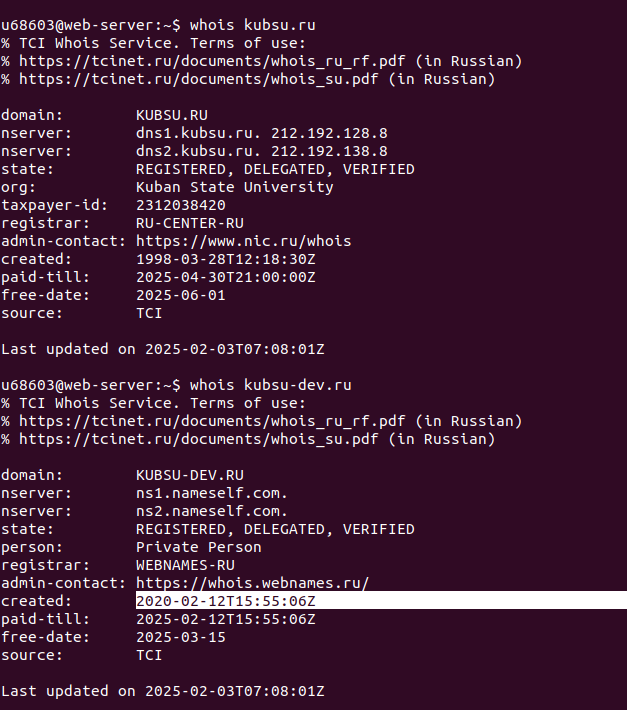 u68603@web-server:~$ whois kubsu.ru
% TCI Whois Service. Terms of use:
% https://tcinet.ru/documents/whois_ru_rf.pdf (in Russian)
% https://tcinet.ru/documents/whois_su.pdf (in Russian)
domain:        KUBSU.RU
nserver:       dns1.kubsu.ru. 212.192.128.8
nserver:       dns2.kubsu.ru. 212.192.138.8
state:         REGISTERED, DELEGATED, VERIFIED
org:           Kuban State University
taxpayer-id:   2312038420
registrar:     RU-CENTER-RU
admin-contact: https://www.nic.ru/whois
created:       1998-03-28T12:18:30Z
paid-till:     2025-04-30T21:00:00Z
free-date:     2025-06-01
source:        TCI
Last updated on 2025-02-03T07:08:01Z
u68603@web-server:~$ whois kubsu-dev.ru
% TCI Whois Service. Terms of use:
% https://tcinet.ru/documents/whois_ru_rf.pdf (in Russian)
% https://tcinet.ru/documents/whois_su.pdf (in Russian)
domain:        KUBSU-DEV.RU
nserver:       ns1.nameself.com.
nserver:       ns2.nameself.com.
state:         REGISTERED, DELEGATED, VERIFIED
person:        Private Person
registrar:     WEBNAMES-RU
admin-contact: https://whois.webnames.ru/
created:       2020-02-12T15:55:06Z
paid-till:     2025-02-12T15:55:06Z
free-date:     2025-03-15
source:        TCI
Last updated on 2025-02-03T07:08:01Z